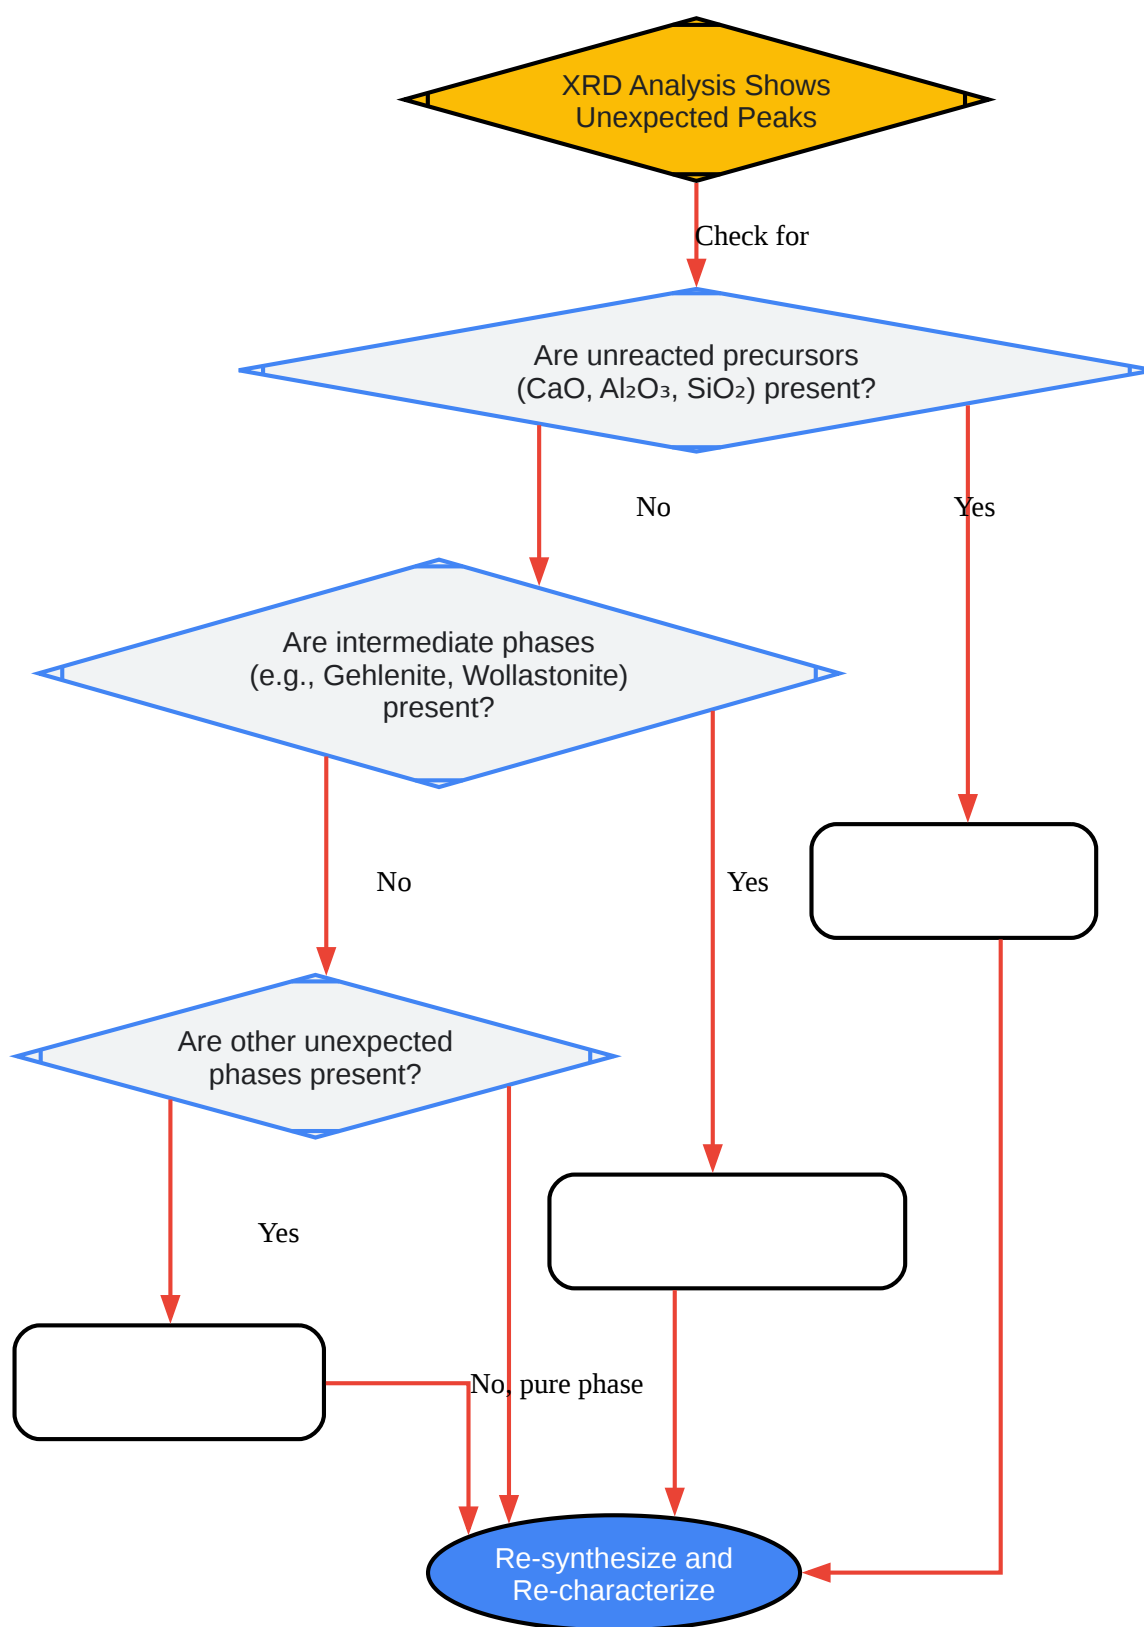 XRD Analysis Shows
Unexpected Peaks
Check for
Are unreacted precursors
(CaO, Al₂O₃, SiO₂) present?
No
Yes
Are intermediate phases
(e.g., Gehlenite, Wollastonite)
present?
No
Yes
Are other unexpected
phases present?
Yes
No, pure phase
Re-synthesize and
Re-characterize